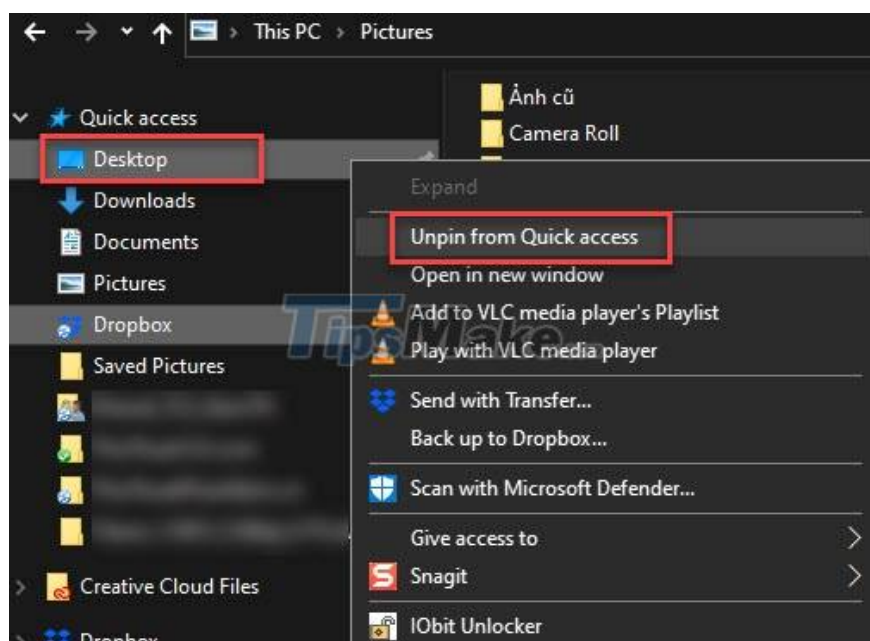 This PC > Pictures
Quick access
Desktop
Downloads
Documents
Pictures
Dropbox
Saved Pictures
Creative Cloud Files
Dropbox
Ảnh cũ
Camera Roll
Expand
Unpin from Quick access
Open in new window
Add to VLC media player's Playlist
Play with VLC media player
Send with Transfer...
Back up to Dropbox...
Scan with Microsoft Defender...
Give access to
Snagit
IObit Unlocker
TipsMake